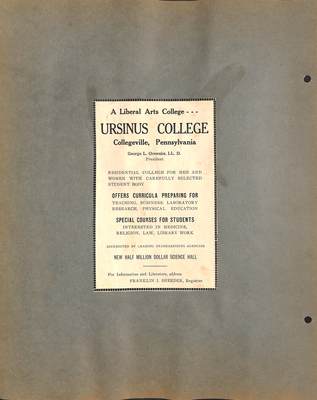 A Liberal Arts College - - -
URSINUS COLLEGE
Collegeville, Pennsylvania
George L. Omwake, LL. D.
President
RESIDENTIAL COLLEGE FOR MEN AND
WOMEN WITH CAREFULLY SELECTED
STUDENT BODY
OFFERS CURRICULA PREPARING FOR
TEACHING, BUSINESS, LABORATORY
RESEARCH, PHYSICAL EDUCATION
SPECIAL COURSES FOR STUDENTS
INTERESTED IN MEDICINE,
RELIGION, LAW, LIBRARY WORK
ACCREDITED BY LEADING STANDARDIZING AGENCIES
NEW HALF MILLION DOLLAR SCIENCE HALL
For Information and Literature, address
FRANKLIN I. SHEEDER, Registrar